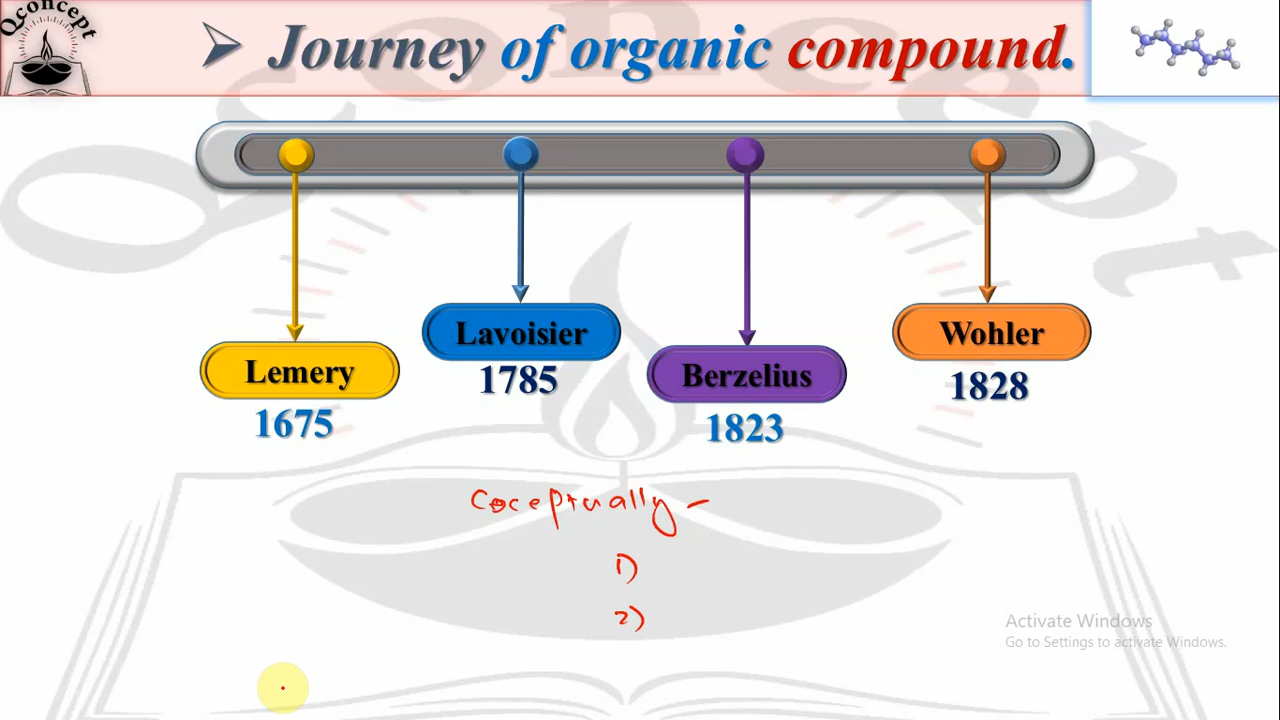 Qconcept
➢ Journey of organic compound.
Lemery
1675
Lavoisier
1785
Berzelius
1823
Wohler
1828
Coceptually -
1)
2)
Activate Windows
Go to Settings to activate Windows.
Qconcept